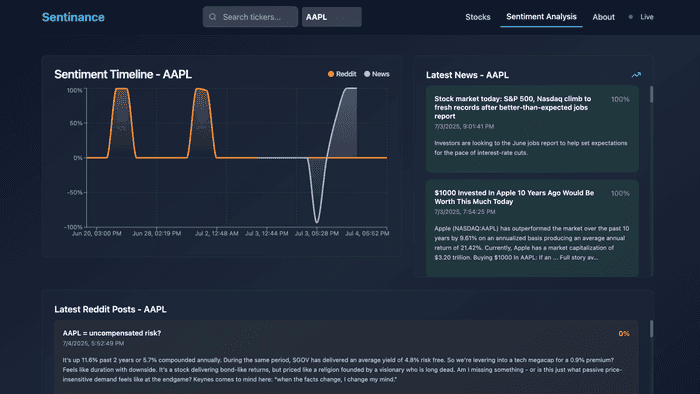 Sentinance
Search tickers...
AAPL
Stocks
Sentiment Analysis
About
Live
Sentiment Timeline - AAPL
Reddit
News
100%
50%
0%
-50%
-100%
Jun 20, 03:00 PM
Jun 28, 02:19 PM
Jul 2, 12:48 AM
Jul 3, 12:44 PM
Jul 3, 05:28 PM
Jul 4, 05:52 PM
Latest News - AAPL
Stock market today: S&P 500, Nasdaq climb to
fresh records after better-than-expected jobs
report
100%
7/3/2025, 9:01:41 PM
Investors are looking to the June jobs report to help set expectations
for the pace of interest-rate cuts.
$1000 Invested In Apple 10 Years Ago Would Be
Worth This Much Today
100%
7/3/2025, 7:54:25 PM
Apple (NASDAQ:AAPL) has outperformed the market over the past 10
years by 9.61% on an annualized basis producing an average annual
return of 21.42%. Currently, Apple has a market capitalization of
$3.20 trillion. Buying $1000 In AAPL: If an ... Full story av...
Latest Reddit Posts - AAPL
AAPL = uncompensated risk?
0%
7/4/2025, 5:52:49 PM
It's up 11.6% past 2 years or 5.7% compounded annually. During the same period, SGOV has delivered an average yield of 4.8% risk free. So we're levering into a tech megacap for a 0.9% premium?
Feels like duration with downside. It's a stock delivering bond-like returns, but priced like a religion founded by a visionary who is long dead. Am I missing something - or is this just what passive price-
insensitive demand feels like at the endgame? Keynes comes to mind here: "when the facts change, I change my mind."